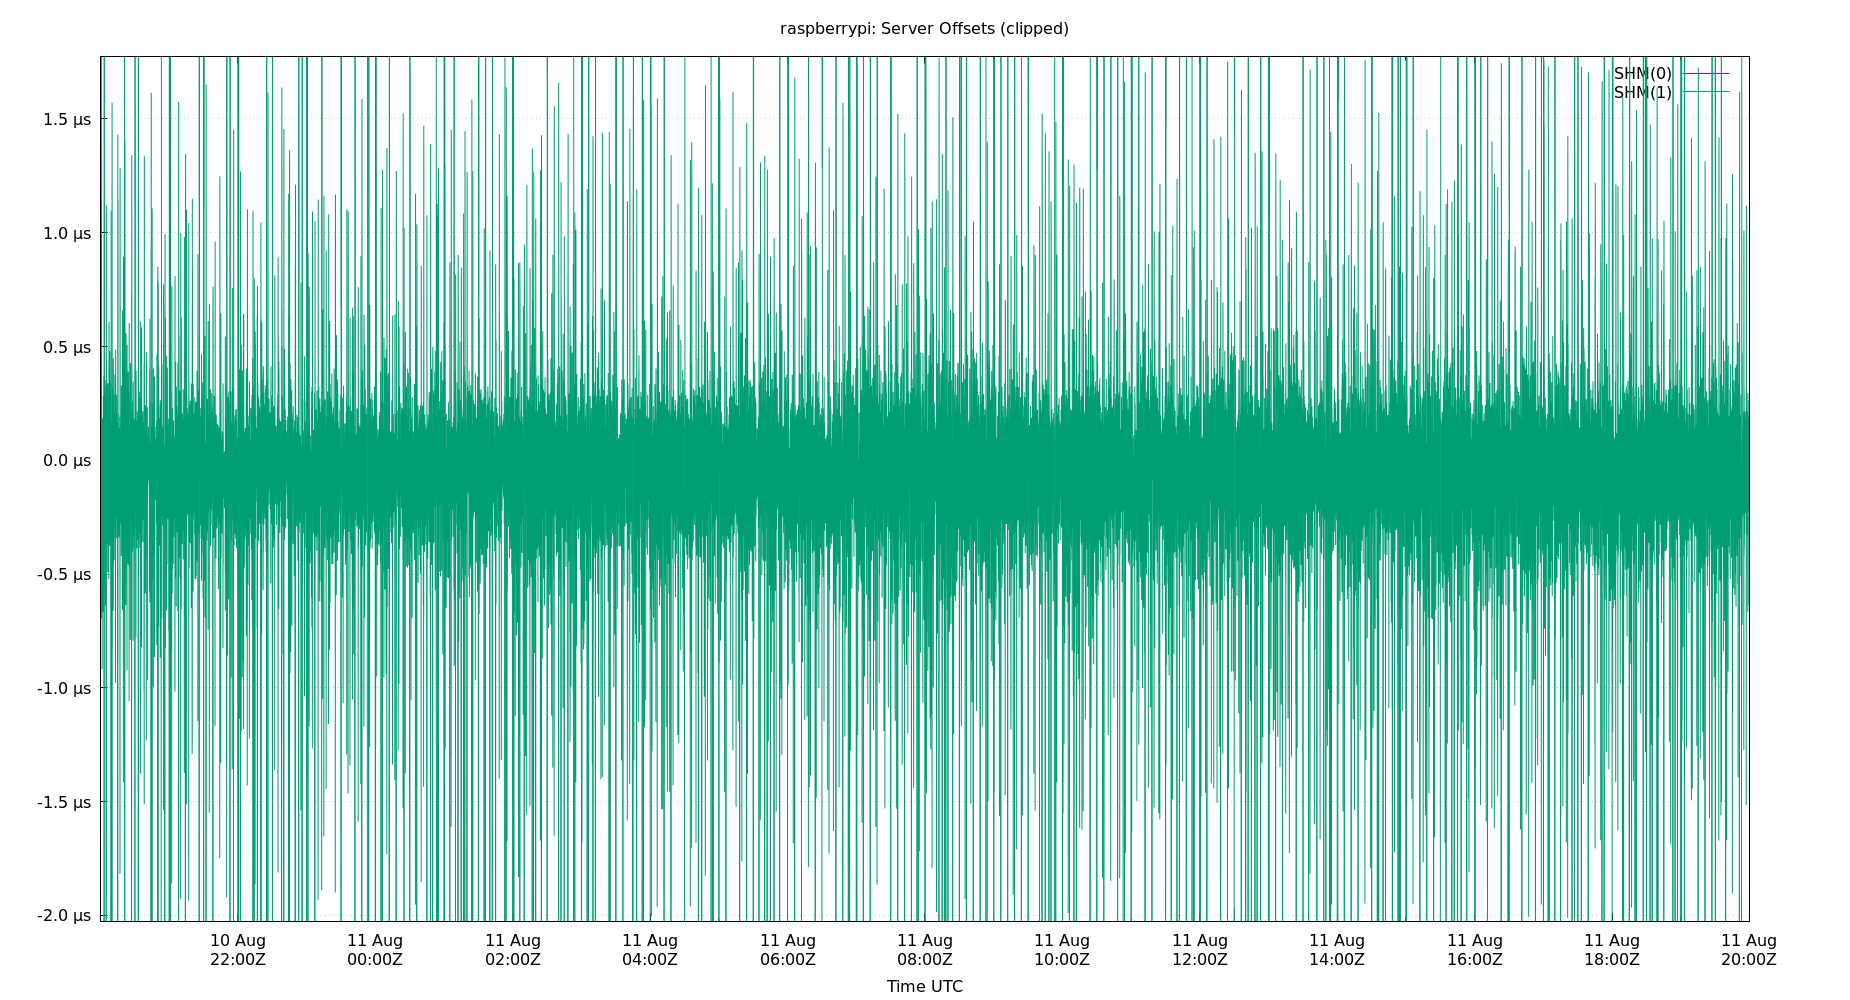 raspberrypi: Server Offsets (clipped)
SHM(0)
SHM(1)
1.5 µs
1.0 µs
0.5 µs
0.0 µs
-0.5 µs
-1.0 µs
-1.5 µs
-2.0 µs
10 Aug 11 Aug 11 Aug 11 Aug 11 Aug 11 Aug 11 Aug 11 Aug 11 Aug 11 Aug 11 Aug 11 Aug
22:00Z 00:00Z 02:00Z 04:00Z 06:00Z 08:00Z 10:00Z 12:00Z 14:00Z 16:00Z 18:00Z 20:00Z
Time UTC